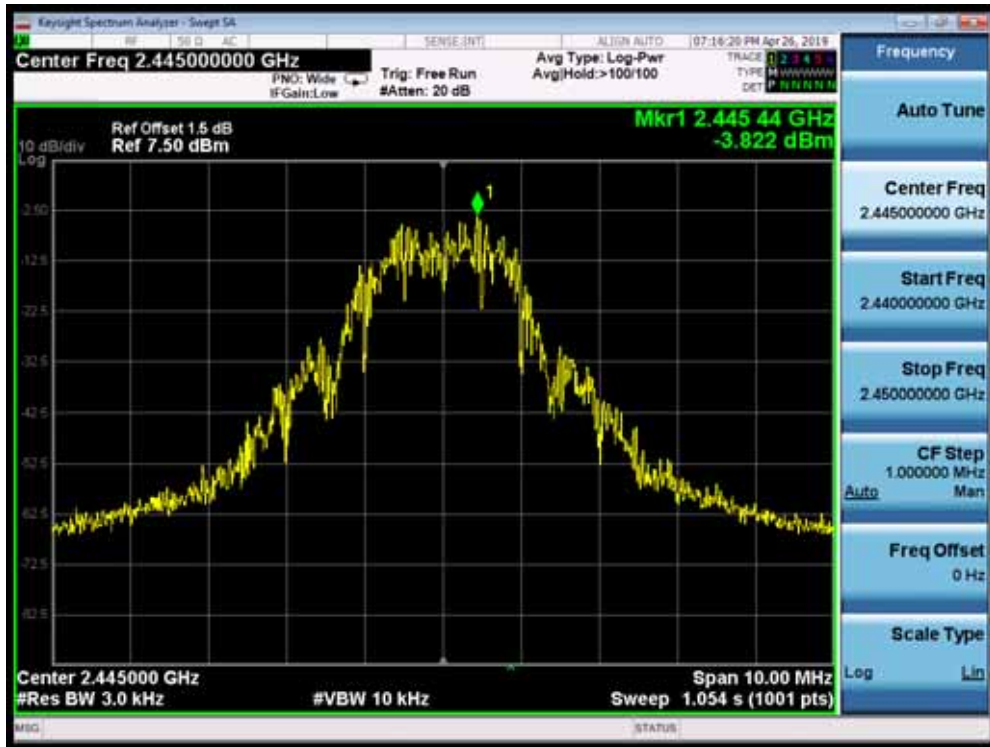 Keysight Spectrum Analyzer - Swept SA
RF 50 Ω AC SENSE:INT ALIGN AUTO 07:16:20 PM Apr 26, 2019
Center Freq 2.445000000 GHz
PNO: Wide
IFGain:Low
Trig: Free Run
#Atten: 20 dB
Avg Type: Log-Pwr
Avg|Hold:>100/100
TRACE 1 2 3 4 5 6
TYPE M WWWWW
DET P N N N N N
Frequency
Auto Tune
Center Freq
2.445000000 GHz
Start Freq
2.440000000 GHz
Stop Freq
2.450000000 GHz
CF Step
1.000000 MHz
Auto Man
Freq Offset
0 Hz
Scale Type
Log Lin
Mkr1 2.445 44 GHz
-3.822 dBm
Ref Offset 1.5 dB
10 dB/div Ref 7.50 dBm
Log
1
-2.50
-12.5
-22.5
-32.5
-42.5
-52.5
-62.5
-72.5
-82.5
Center 2.445000 GHz Span 10.00 MHz
#Res BW 3.0 kHz #VBW 10 kHz Sweep 1.054 s (1001 pts)
MSG STATUS